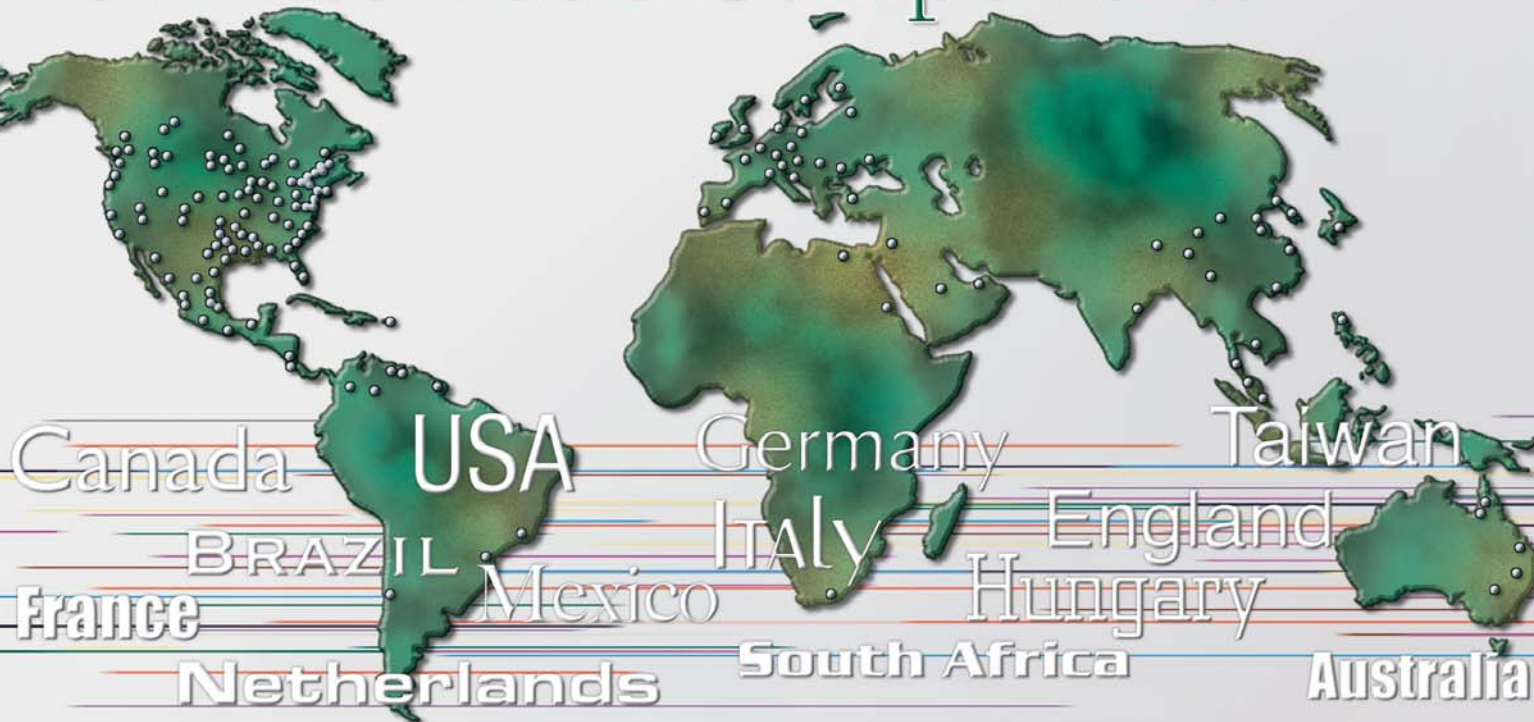 Canada USA Germany Taiwan
BRAZIL ITAly England
France Mexico Hungary
Netherlands South Africa Australia